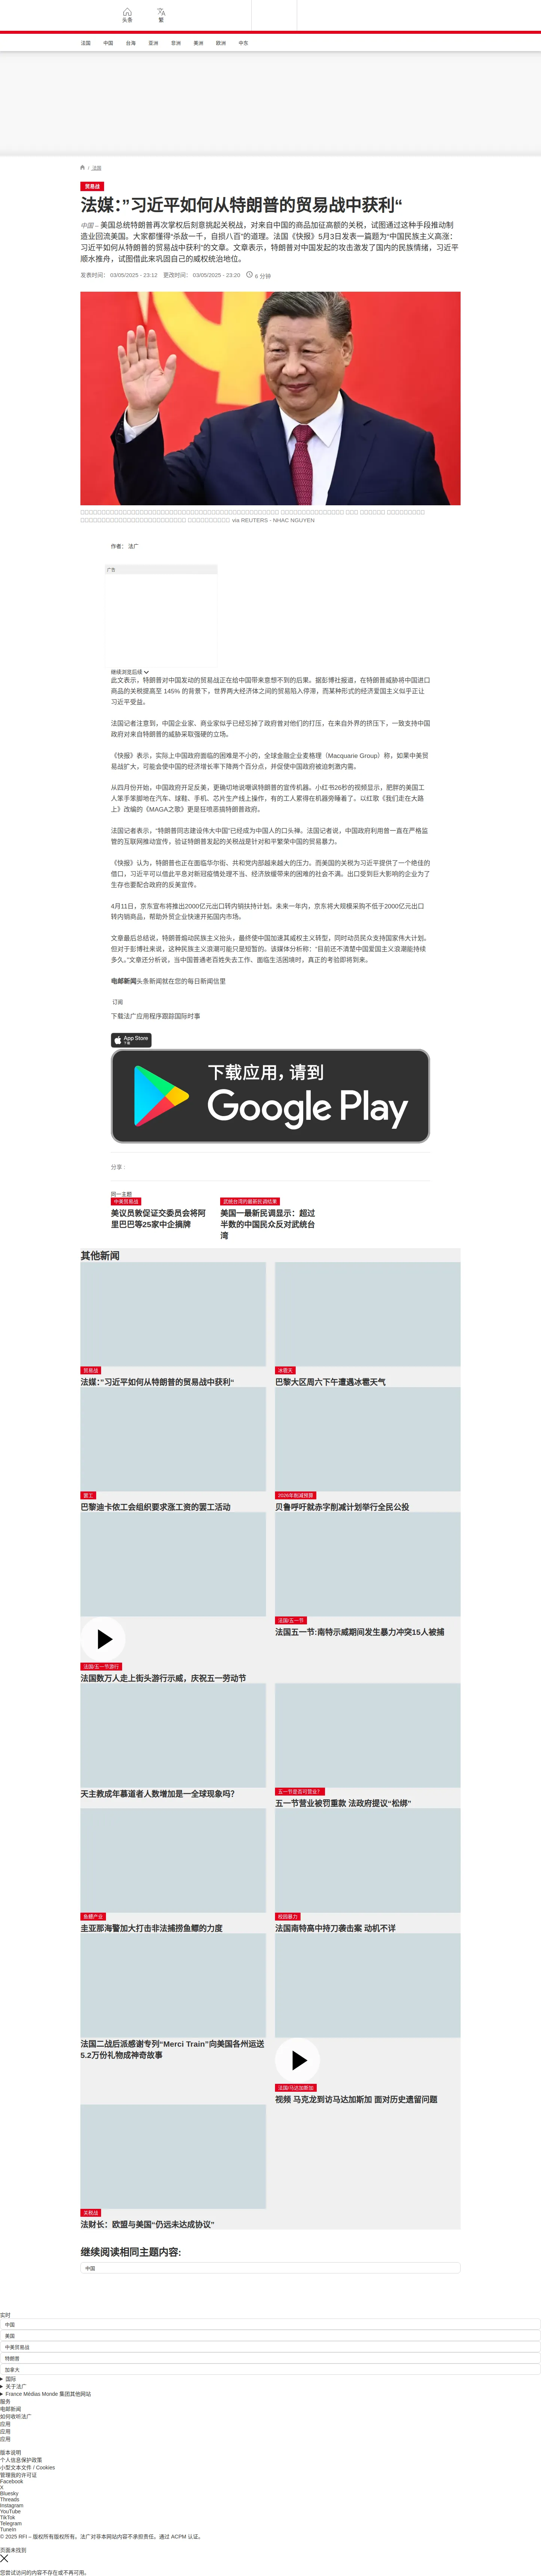 头条
繁
法国
中国
台海
亚洲
非洲
美洲
欧洲
中东
/ 法国
贸易战
法媒:”习近平如何从特朗普的贸易战中获利“
中国 – 美国总统特朗普再次掌权后刻意挑起关税战，对来自中国的商品加征高额的关税，试图通过这种手段推动制
造业回流美国。大家都懂得“杀敌一千，自损八百”的道理。法国《快报》5月3日发表一篇题为“中国民族主义高涨：
习近平如何从特朗普的贸易战中获利”的文章。文章表示，特朗普对中国发起的攻击激发了国内的民族情绪，习近平
顺水推舟，试图借此来巩固自己的威权统治地位。
发表时间： 03/05/2025 - 23:12 更改时间： 03/05/2025 - 23:20 6 分钟
via REUTERS - NHAC NGUYEN
作者： 法广
广告
继续浏览后续
此文表示，特朗普对中国发动的贸易战正在给中国带来意想不到的后果。据彭博社报道，在特朗普威胁将中国进口
商品的关税提高至 145% 的背景下，世界两大经济体之间的贸易陷入停滞，而某种形式的经济爱国主义似乎正让
习近平受益。
法国记者注意到，中国企业家、商业家似乎已经忘掉了政府曾对他们的打压，在来自外界的挤压下，一致支持中国
政府对来自特朗普的威胁采取强硬的立场。
《快报》表示，实际上中国政府面临的困难是不小的，全球金融企业麦格理（Macquarie Group）称，如果中美贸
易战扩大，可能会使中国的经济增长率下降两个百分点，并促使中国政府被迫刺激内需。
从四月份开始，中国政府开足反美，更确切地说嘲讽特朗普的宣传机器。小红书26秒的视频显示，肥胖的美国工
人笨手笨脚地在汽车、球鞋、手机、芯片生产线上操作，有的工人累得在机器旁睡着了。以红歌《我们走在大路
上》改编的《MAGA之歌》更是狂喷恶搞特朗普政府。
法国记者表示，“特朗普同志建设伟大中国”已经成为中国人的口头禅。法国记者说，中国政府利用曾一直在严格监
管的互联网推动宣传，验证特朗普发起的关税战是针对和平繁荣中国的贸易暴力。
《快报》认为，特朗普也正在面临华尔街、共和党内部越来越大的压力。而美国的关税为习近平提供了一个绝佳的
借口，习近平可以借此平息对新冠疫情处理不当、经济放缓带来的困难的社会不满。出口受到巨大影响的企业为了
生存也要配合政府的反美宣传。
4月11日，京东宣布将推出2000亿元出口转内销扶持计划。未来一年内，京东将大规模采购不低于2000亿元出口
转内销商品，帮助外贸企业快速开拓国内市场。
文章最后总结说，特朗普煽动民族主义抬头，最终使中国加速其威权主义转型，同时动员民众支持国家伟大计划。
但对于彭博社来说，这种民族主义浪潮可能只是短暂的。该媒体分析称：“目前还不清楚中国爱国主义浪潮能持续
多久。”文章还分析说，当中国普通老百姓失去工作、面临生活困境时，真正的考验即将到来。
电邮新闻头条新闻就在您的每日新闻信里
订阅
下载法广应用程序跟踪国际时事
App Store
下载
下载应用，请到
Google Play
分享 :
同一主题
中美贸易战
美议员敦促证交委员会将阿
里巴巴等25家中企摘牌
武统台湾的最新民调结果
美国一最新民调显示：超过
半数的中国民众反对武统台
湾
其他新闻
贸易战
法媒:”习近平如何从特朗普的贸易战中获利“
冰雹天
巴黎大区周六下午遭遇冰雹天气
罢工
巴黎迪卡侬工会组织要求涨工资的罢工活动
2026年削减预算
贝鲁呼吁就赤字削减计划举行全民公投
法国/五一游行
法国数万人走上街头游行示威，庆祝五一劳动节
法国/五一节
法国五一节:南特示威期间发生暴力冲突15人被捕
天主教成年慕道者人数增加是一全球现象吗？
五一节是否可营业？
五一节营业被罚重款 法政府提议“松绑”
鱼鳔产业
圭亚那海警加大打击非法捕捞鱼鳔的力度
校园暴力
法国南特高中持刀袭击案 动机不详
法国二战后派感谢专列“Merci Train”向美国各州运送
5.2万份礼物成神奇故事
法国/马达加斯加
视频 马克龙到访马达加斯加 面对历史遗留问题
关税战
法财长：欧盟与美国“仍远未达成协议”
继续阅读相同主题内容:
中国
实时
中国
美国
中美贸易战
特朗普
加拿大
国际
关于法广
France Médias Monde 集团其他网站
服务
电邮新闻
如何收听法广
应用
应用
应用
版本说明
个人信息保护政策
小型文本文件 / Cookies
管理我的许可证
Facebook
X
Bluesky
Threads
Instagram
YouTube
TikTok
Telegram
TuneIn
© 2025 RFI – 版权所有版权所有。法广对非本网站内容不承担责任。通过 ACPM 认证。
页面未找到
您尝试访问的内容不存在或不再可用。